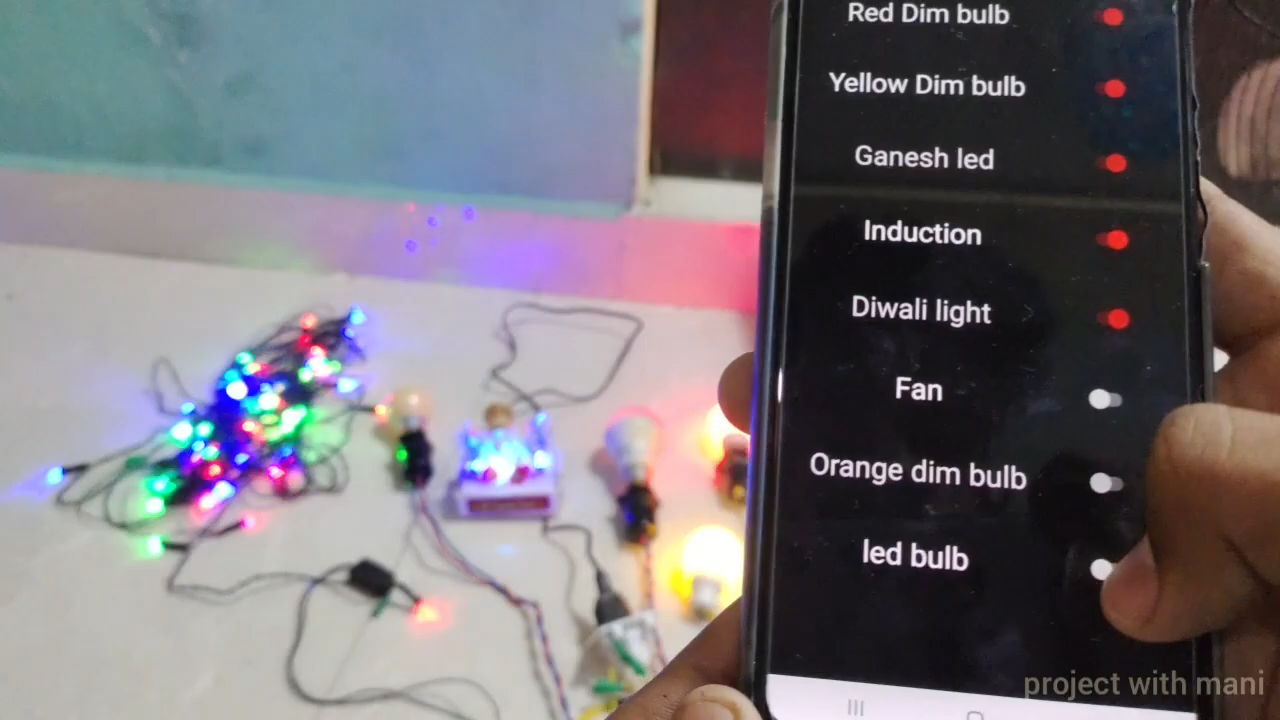 Red Dim bulb
Yellow Dim bulb
Ganesh led
Induction
Diwali light
Fan
Orange dim bulb
led bulb
project with mani